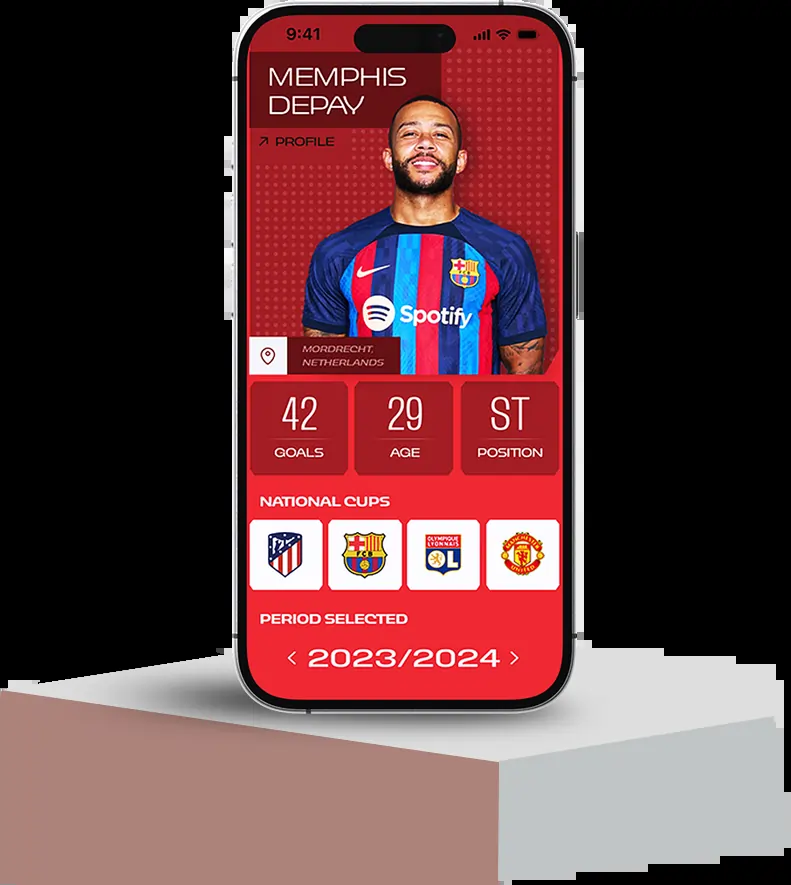 9:41
MEMPHIS
DEPAY
PROFILE
Spotify
MORDRECHT,
NETHERLANDS
42
29
ST
GOALS
AGE
POSITION
NATIONAL CUPS
FCB
OLYMPIQUE
LYONNAIS
OL
MANCHESTER
UNITED
PERIOD SELECTED
< 2023/2024 >